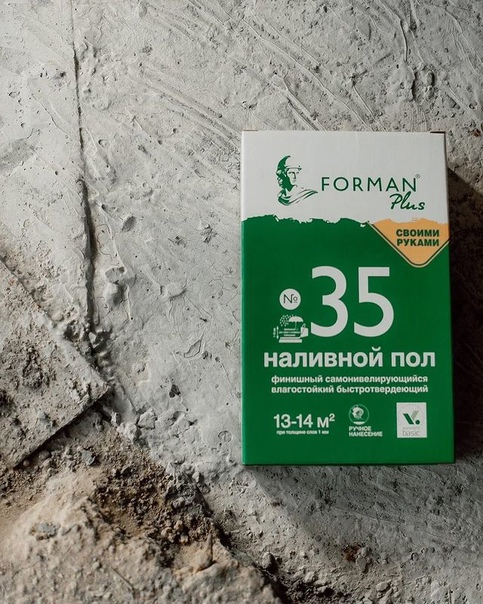 FORMAN®
Plus
СВОИМИ
РУКАМИ
№ 35
наливной пол
финишный самонивелирующийся
влагостойкий быстротвердеющий
13-14 м²
при толщине слоя 1 мм
РУЧНОЕ
НАНЕСЕНИЕ
V.
basic